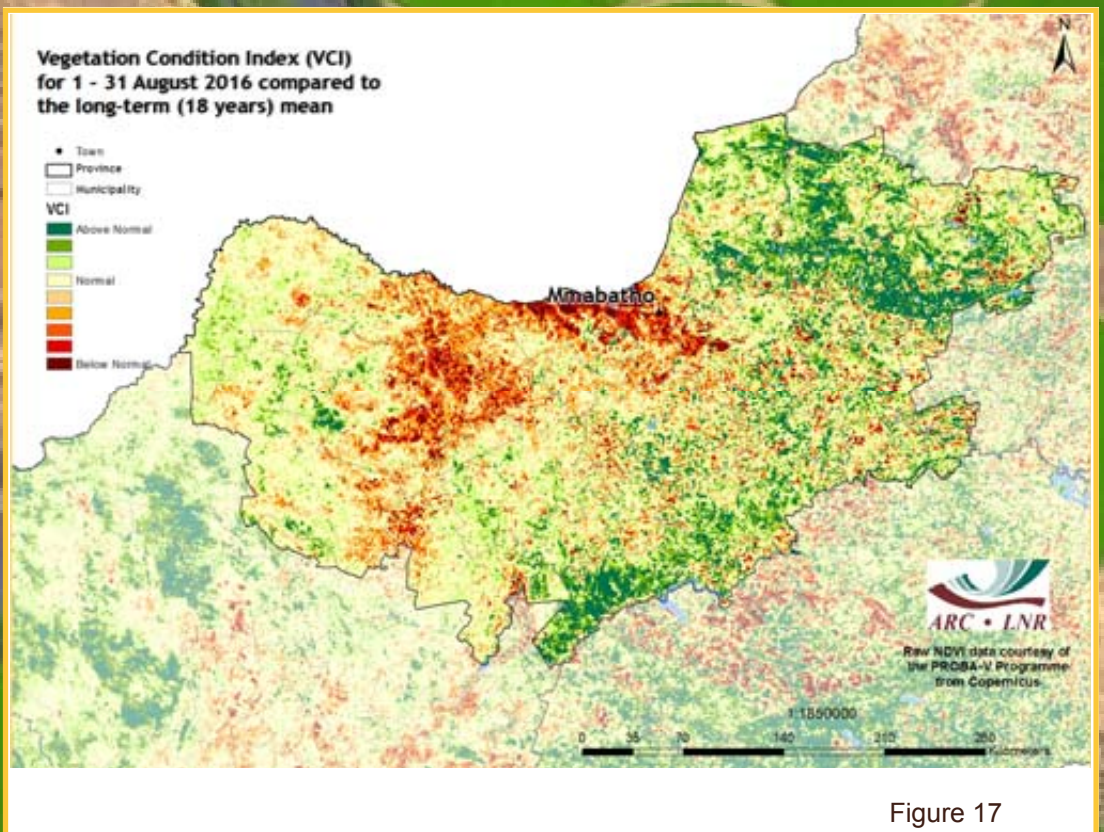 Vegetation Condition Index (VCI)
for 1 - 31 August 2016 compared to
the long-term (18 years) mean
N
Town
Province
Municipality
VCI
Above Normal
Normal
Below Normal
Mmabatho
ARC • LNR
Raw NDVI data courtesy of
the PROBA-V Programme
from Copernicus
1:1850000
0 35 70 140 210 280
Kilometers
Figure 17